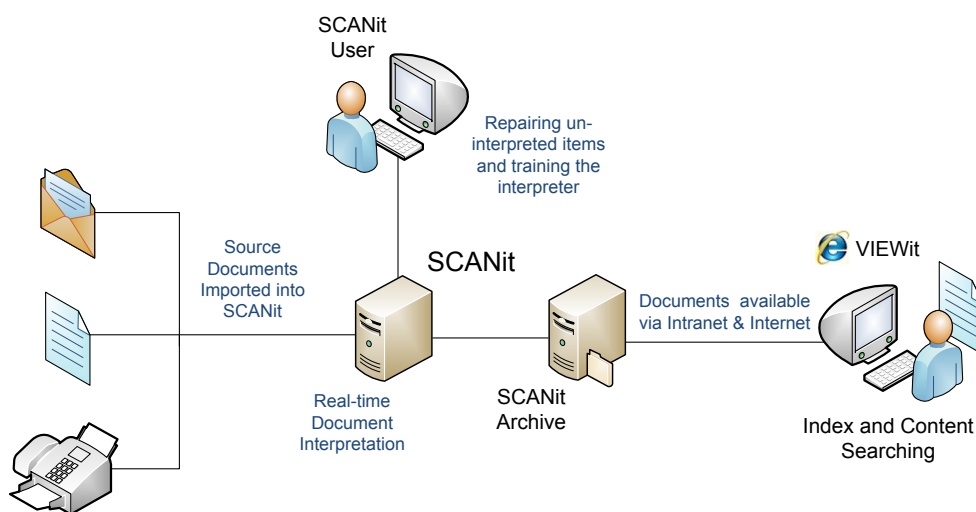 SCANit
User
Repairing un-
interpreted items
and training the
interpreter
Source
Documents
Imported into
SCANit
SCANit
VIEWit
Documents available
via Intranet & Internet
Real-time
Document
Interpretation
SCANit
Archive
Index and Content
Searching